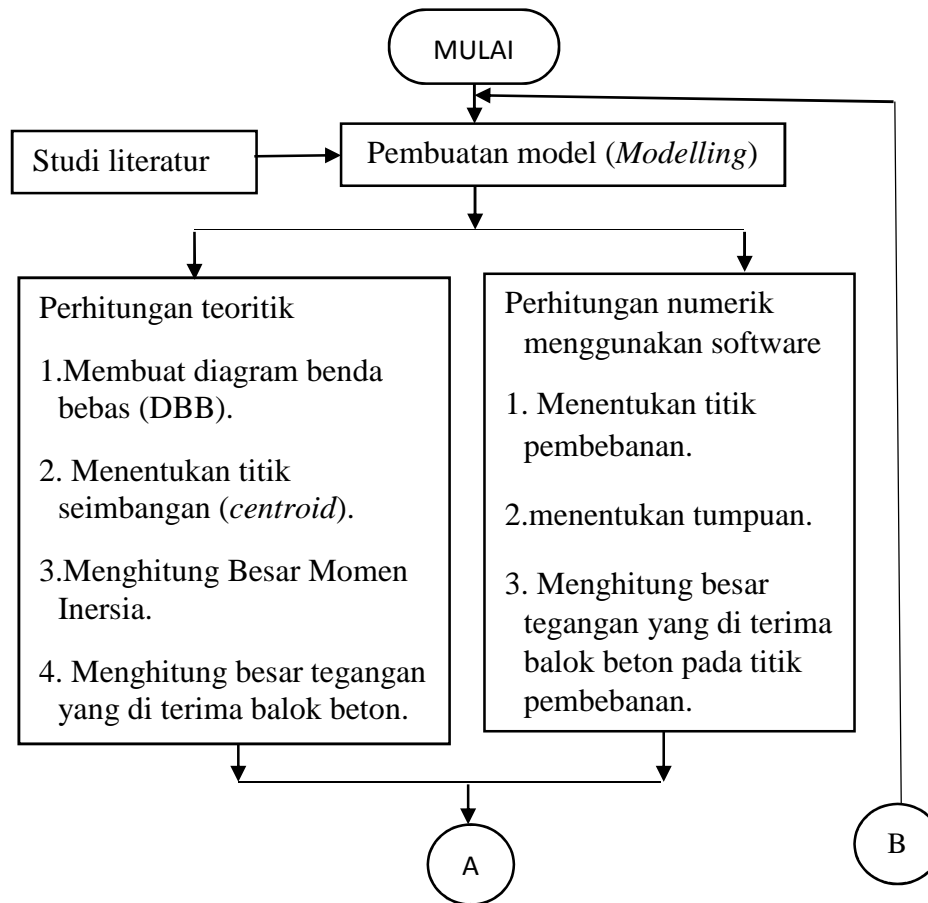 MULAI
Studi literatur
Pembuatan model (Modelling)
Perhitungan teoritik
1.Membuat diagram benda
bebas (DBB).
2. Menentukan titik
seimbangan (centroid).
3.Menghitung Besar Momen
Inersia.
4. Menghitung besar tegangan
yang di terima balok beton.
Perhitungan numerik
menggunakan software
1. Menentukan titik
pembebanan.
2.menentukan tumpuan.
3. Menghitung besar
tegangan yang di terima
balok beton pada titik
pembebanan.
A
B